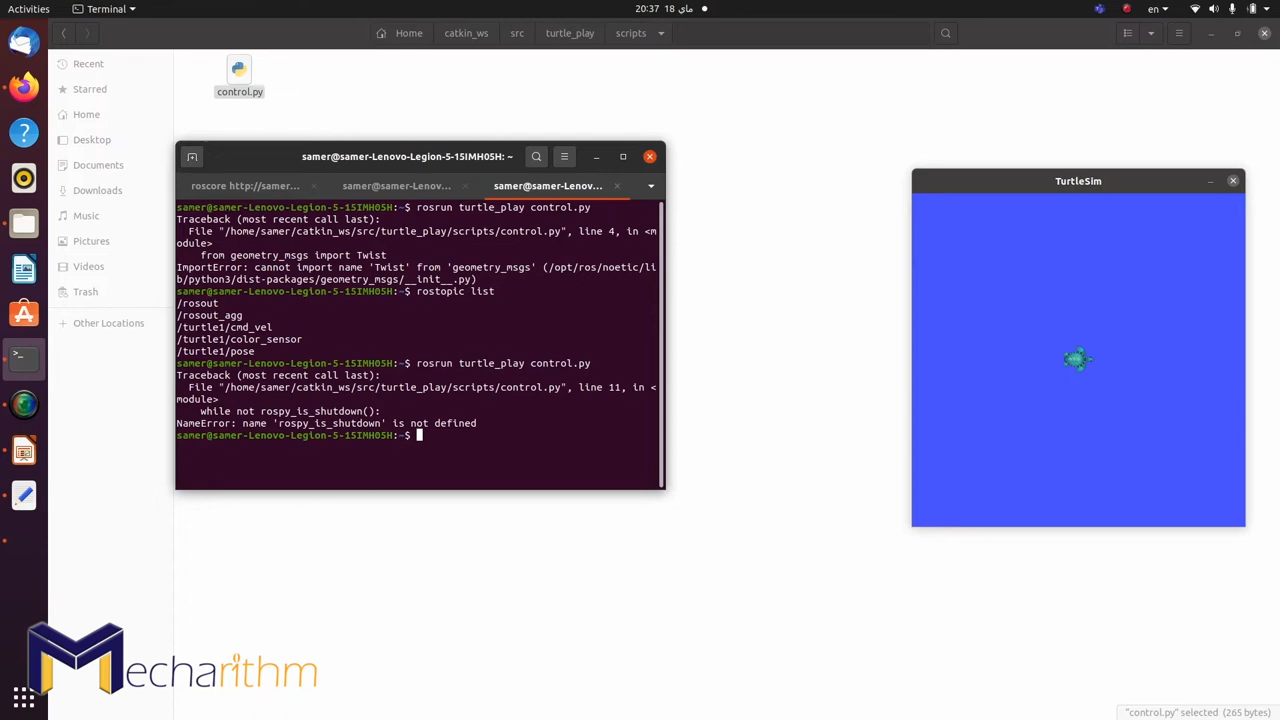 Activities
Terminal
20:37 18 ماي
en
Home
catkin_ws
src
turtle_play
scripts
Recent
Starred
Home
Desktop
Documents
Downloads
Music
Pictures
Videos
Trash
Other Locations
control.py
samer@samer-Lenovo-Legion-5-15IMH05H: ~
roscore http://samer...
samer@samer-Lenov...
samer@samer-Lenov...
samer@samer-Lenovo-Legion-5-15IMH05H:~$ rosrun turtle_play control.py
Traceback (most recent call last):
File "/home/samer/catkin_ws/src/turtle_play/scripts/control.py", line 4, in <m
odule>
from geometry_msgs import Twist
ImportError: cannot import name 'Twist' from 'geometry_msgs' (/opt/ros/noetic/li
b/python3/dist-packages/geometry_msgs/__init__.py)
samer@samer-Lenovo-Legion-5-15IMH05H:~$ rostopic list
/rosout
/rosout_agg
/turtle1/cmd_vel
/turtle1/color_sensor
/turtle1/pose
samer@samer-Lenovo-Legion-5-15IMH05H:~$ rosrun turtle_play control.py
Traceback (most recent call last):
File "/home/samer/catkin_ws/src/turtle_play/scripts/control.py", line 11, in <
module>
while not rospy_is_shutdown():
NameError: name 'rospy_is_shutdown' is not defined
samer@samer-Lenovo-Legion-5-15IMH05H:~$
TurtleSim
Mecharithm
"control.py" selected (265 bytes)